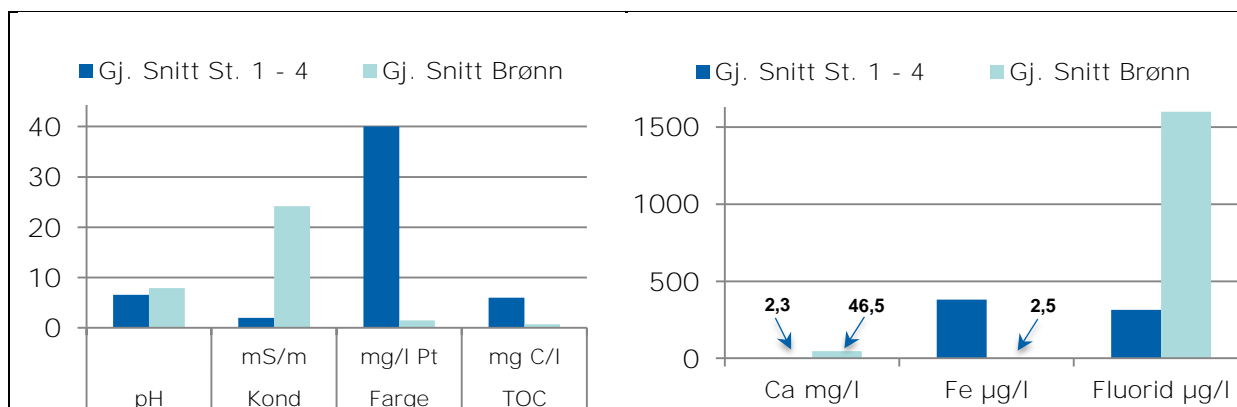 Gj. Snitt St. 1 - 4 Gj. Snitt Brønn
40
30
20
10
0
mS/m mg/l Pt mg C/l
pH Kond Farge TOC
Gj. Snitt St. 1 - 4 Gj. Snitt Brønn
1500
1000
500
0
2,3 46,5 2,5
Ca mg/l Fe µg/l Fluorid µg/l